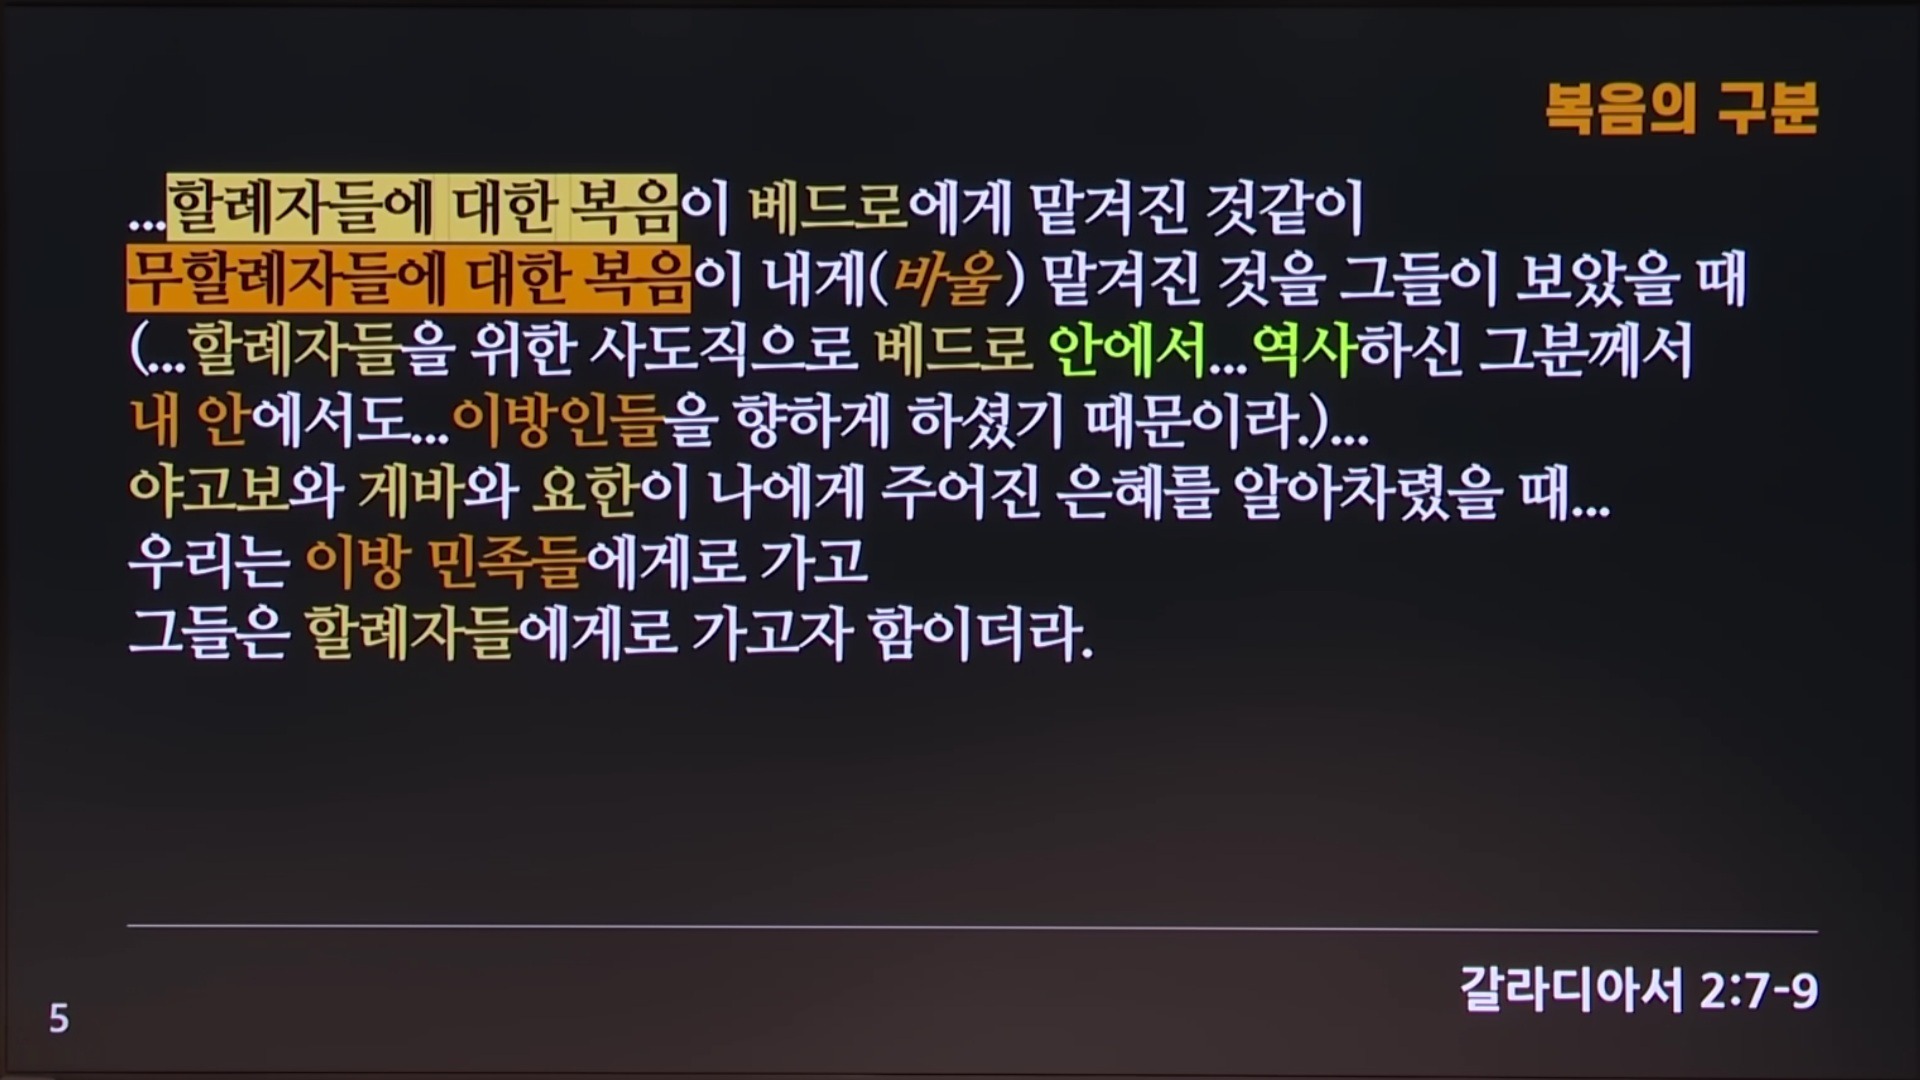 복음의 구분
...할례자들에 대한 복음이 베드로에게 맡겨진 것같이
무할례자들에 대한 복음이 내게(바울) 맡겨진 것을 그들이 보았을 때
(...할례자들을 위한 사도직으로 베드로 안에서...역사하신 그분께서
내 안에서도...이방인들을 향하게 하셨기 때문이라.)...
야고보와 게바와 요한이 나에게 주어진 은혜를 알아차렸을 때...
우리는 이방 민족들에게로 가고
그들은 할례자들에게로 가고자 함이더라.
갈라디아서 2:7-9
5